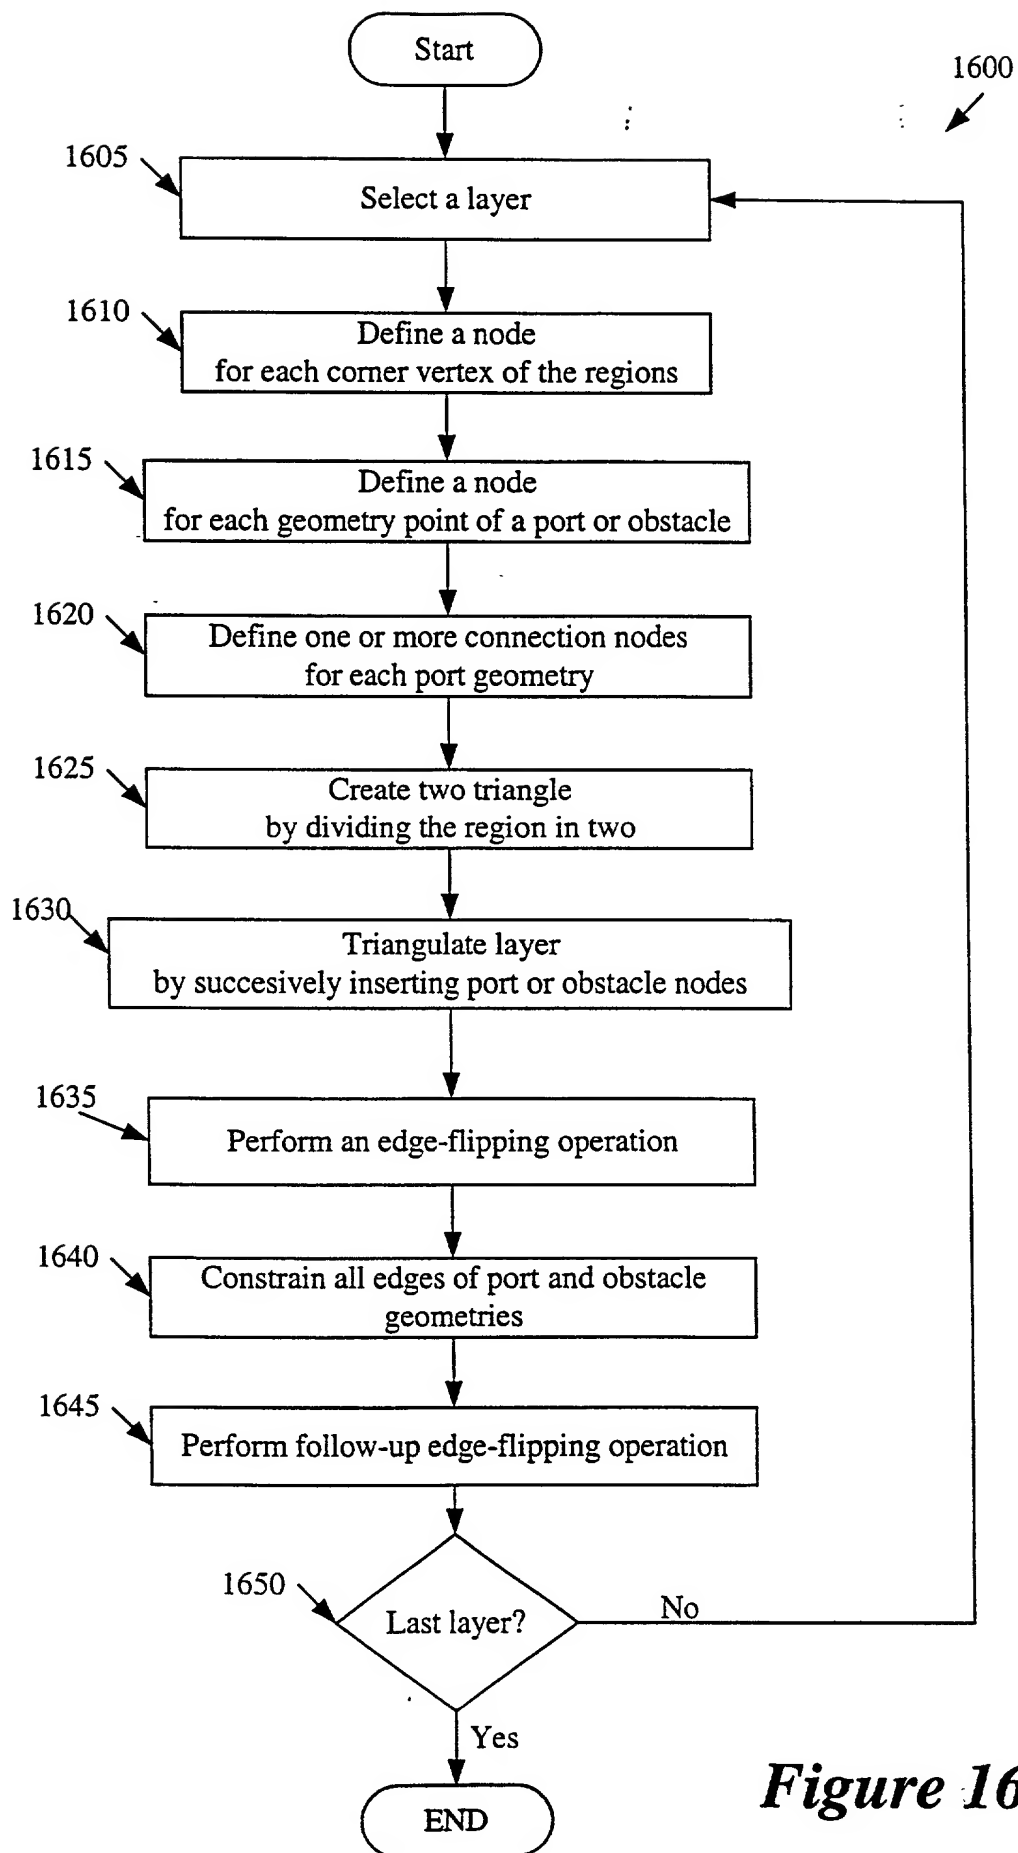 Start
1600
1605
Select a layer
1610
Define a node
for each corner vertex of the regions
1615
Define a node
for each geometry point of a port or obstacle
1620
Define one or more connection nodes
for each port geometry
1625
Create two triangle
by dividing the region in two
1630
Triangulate layer
by succesively inserting port or obstacle nodes
1635
Perform an edge-flipping operation
1640
Constrain all edges of port and obstacle
geometries
1645
Perform follow-up edge-flipping operation
1650
Last layer?
No
Yes
END
Figure 16